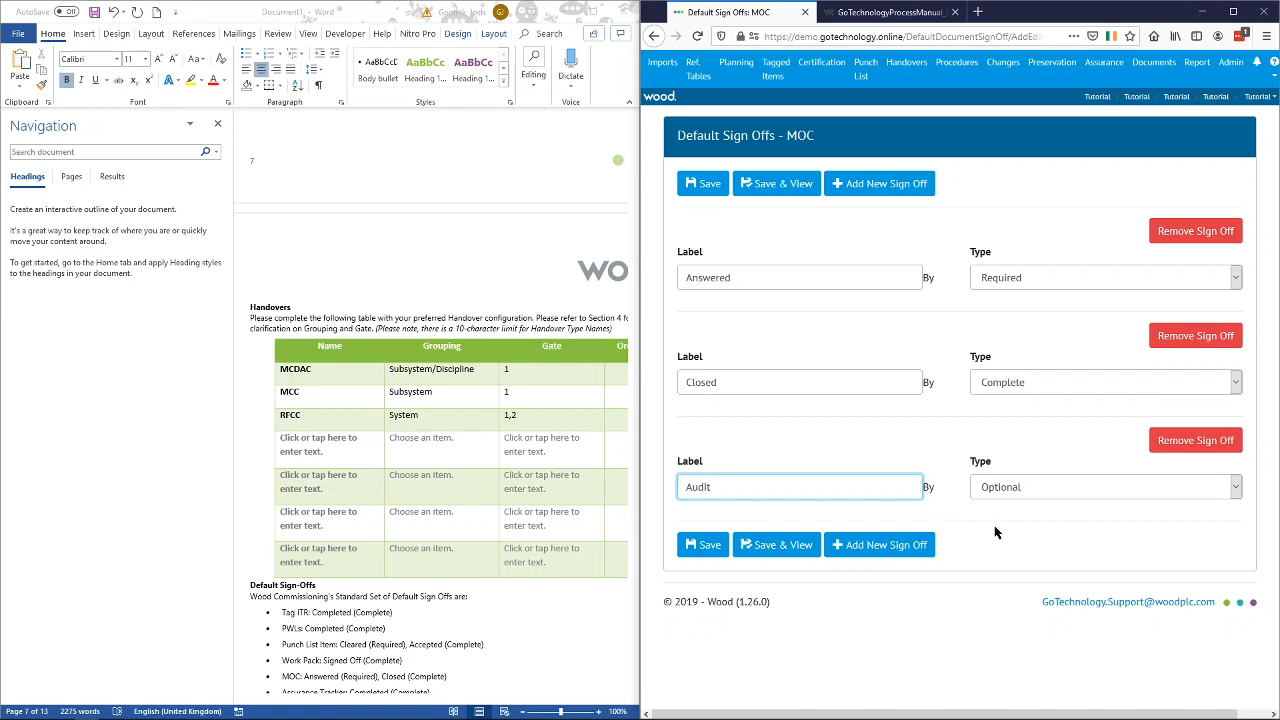 AutoSave Off Document1 - Word Goatville, Josh GJ
File Home Insert Design Layout References Mailings Review View Developer Help Nitro Pro Design Layout Search
Paste
Calibri 11
Clipboard Font Paragraph Styles Voice
AaBbCc AaBbCc AaBbCc
Body bullet Heading Heading 1...
Editing
Dictate
Navigation
Search document
Headings Pages Results
Create an interactive outline of your document.
It's a great way to keep track of where you are or quickly
move your content around.
To get started, go to the Home tab and apply Heading styles
to the headings in your document.
7
WO
Handovers
Please complete the following table with your preferred Handover configuration. Please refer to Section 4 f
clarification on Grouping and Gate. (Please note, there is a 10-character limit for Handover Type Names)
Name Grouping Gate Or
MCDAC Subsystem/Discipline 1
MCC Subsystem 1
RFCC System 1,2
Click or tap here to enter text. Choose an item. Click or tap here to enter text.
Click or tap here to enter text. Choose an item. Click or tap here to enter text.
Click or tap here to enter text. Choose an item. Click or tap here to enter text.
Click or tap here to enter text. Choose an item. Click or tap here to enter text.
Default Sign-Offs
Wood Commissioning's Standard Set of Default Sign Offs are:
• Tag ITR: Completed (Complete)
• PWLs: Completed (Complete)
• Punch List Item: Cleared (Required), Accepted (Complete)
• Work Pack: Signed Off (Complete)
• MOC: Answered (Required), Closed (Complete)
• Assurance Tracker: Completed (Complete)
Page 7 of 13 2275 words English (United Kingdom) 100%
Default Sign Offs: MOC GoTechnologyProcessManual_
https://demo.gotechnology.online/DefaultDocumentSignOff/AddEdi
Imports Ref. Tables Planning Tagged Items Certification Punch List Handovers Procedures Changes Preservation Assurance Documents Report Admin
wood. Tutorial / Tutorial / Tutorial / Tutorial / Tutorial
Default Sign Offs - MOC
Save Save & View Add New Sign Off
Remove Sign Off
Label Type
Answered By Required
Remove Sign Off
Label Type
Closed By Complete
Remove Sign Off
Label Type
Audit By Optional
Save Save & View Add New Sign Off
© 2019 - Wood (1.26.0) GoTechnology.Support@woodplc.com